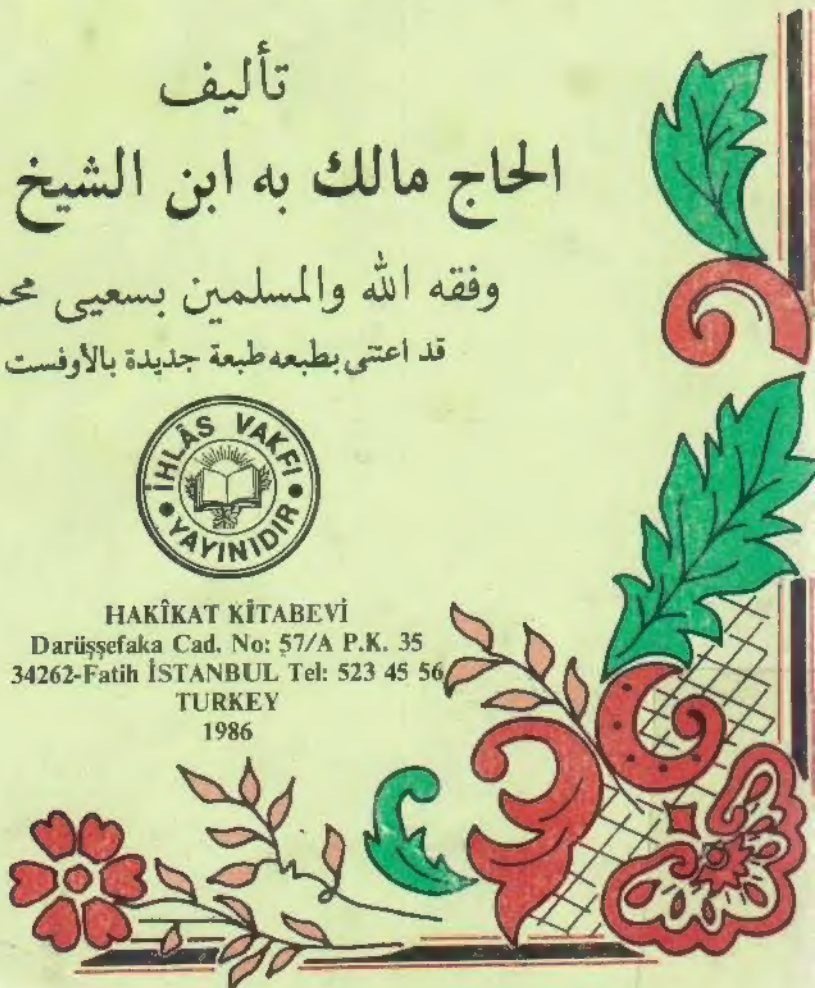 تأليف
الحاج مالك به ابن الشيخ
وفقه الله والمسلمين بسعيى
قد اعتنى بطبعه طبعة جديدة بالأوفست
İHLÂS VAKFI
YAYINIDIR
HAKÎKAT KİTABEVİ
Darüşşefaka Cad. No: 57/A P.K. 35
34262-Fatih İSTANBUL Tel: 523 45 56
TURKEY
1986